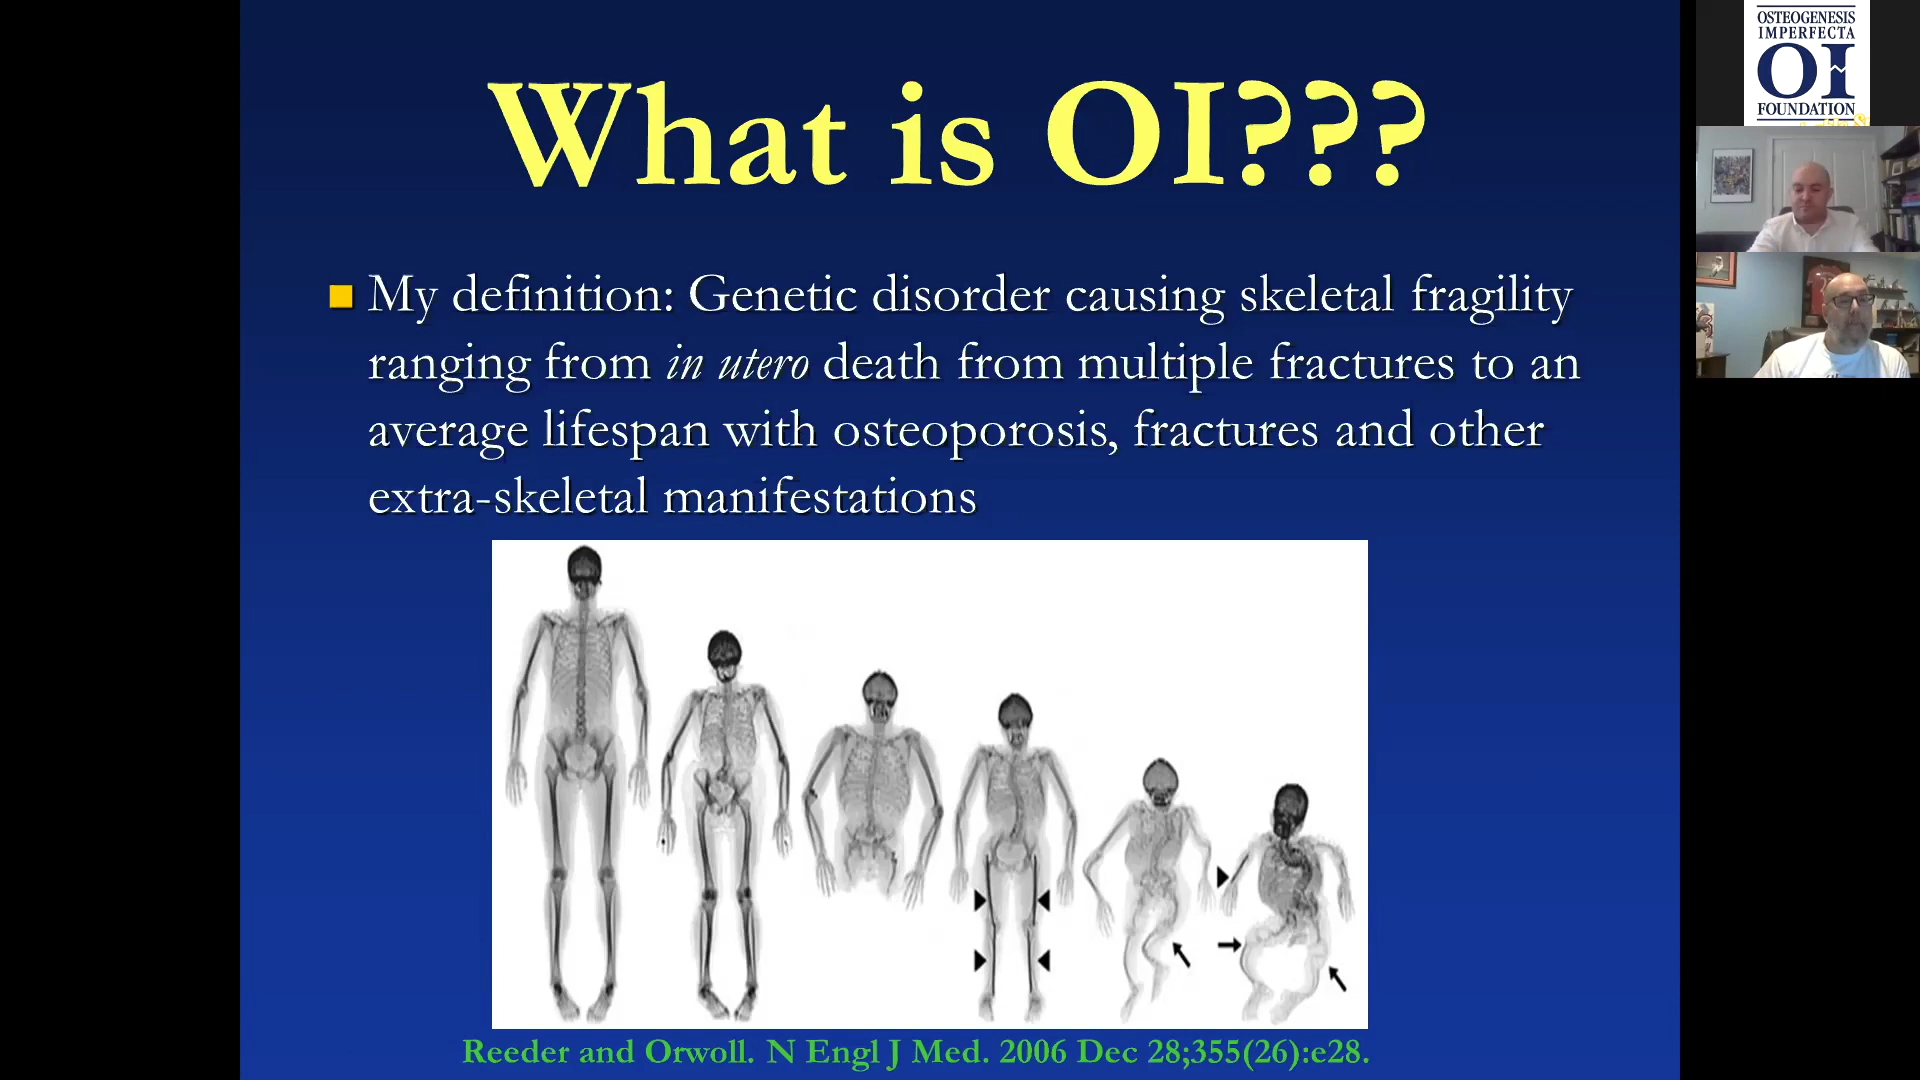 What is OI???
My definition: Genetic disorder causing skeletal fragility
ranging from in utero death from multiple fractures to an
average lifespan with osteoporosis, fractures and other
extra-skeletal manifestations
Reeder and Orwoll. N Engl J Med. 2006 Dec 28;355(26):e28.
OSTEOGENESIS
IMPERFECTA
OI
FOUNDATION